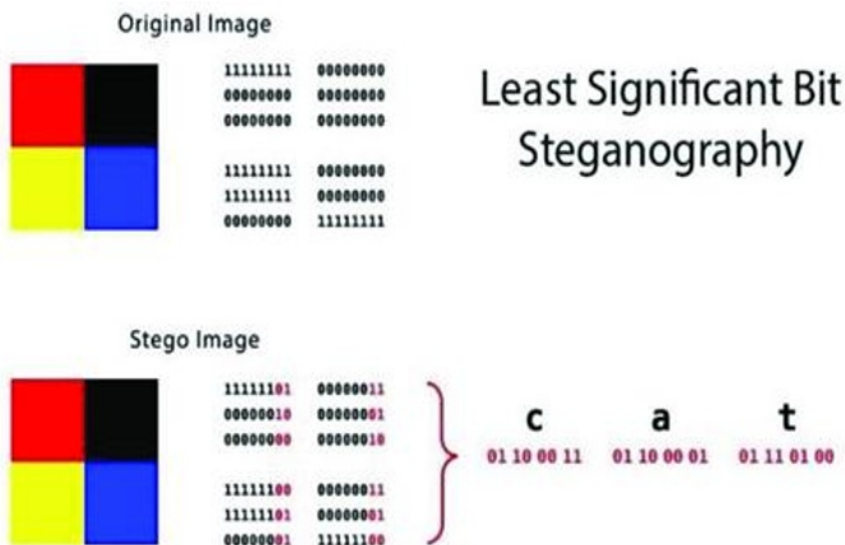 Original Image
11111111 00000000
00000000 00000000
00000000 00000000
11111111 00000000
11111111 00000000
00000000 11111111
Least Significant Bit
Steganography
Stego Image
11111101 00000011
00000010 00000001
00000000 00000010
11111100 00000011
11111101 00000001
00000001 11111100
c a t
01 10 00 11 01 10 00 01 01 11 01 00